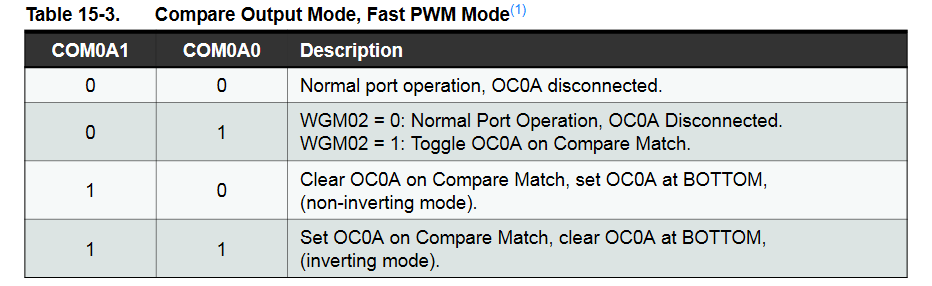 Table 15-3. Compare Output Mode, Fast PWM Mode(1)
COM0A1 COM0A0 Description
0 0 Normal port operation, OC0A disconnected.
0 1 WGM02 = 0: Normal Port Operation, OC0A Disconnected.
WGM02 = 1: Toggle OC0A on Compare Match.
1 0 Clear OC0A on Compare Match, set OC0A at BOTTOM,
(non-inverting mode).
1 1 Set OC0A on Compare Match, clear OC0A at BOTTOM,
(inverting mode).